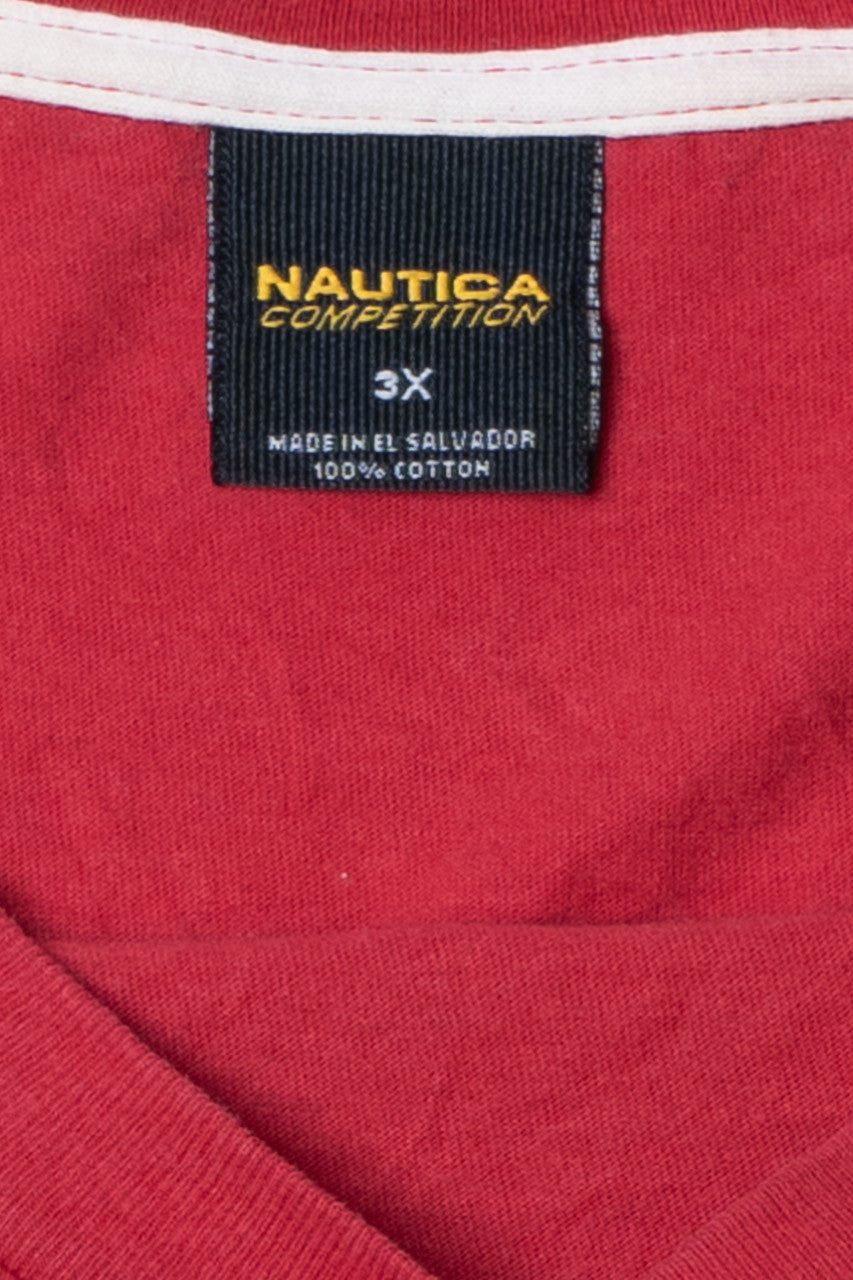 NAUTICA
COMPETITION
3X
MADE IN EL SALVADOR
100% COTTON